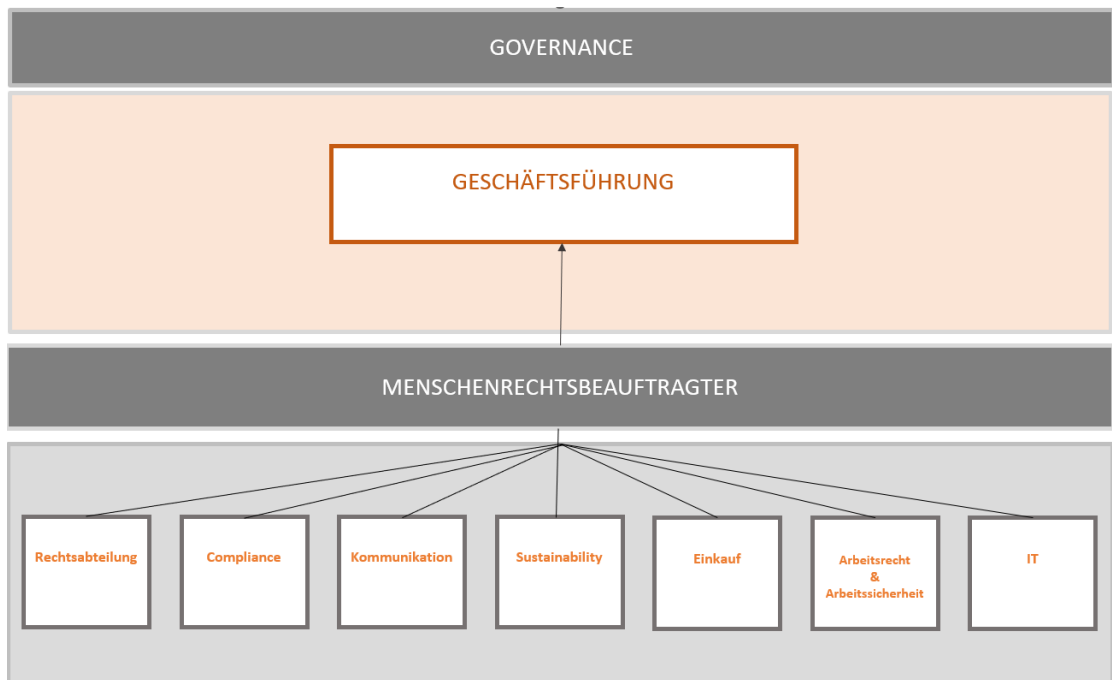 GOVERNANCE
GESCHÄFTSFÜHRUNG
MENSCHENRECHTSBEAUFTRAGTER
Rechtsabteilung
Compliance
Kommunikation
Sustainability
Einkauf
Arbeitsrecht
&
Arbeitssicherheit
IT